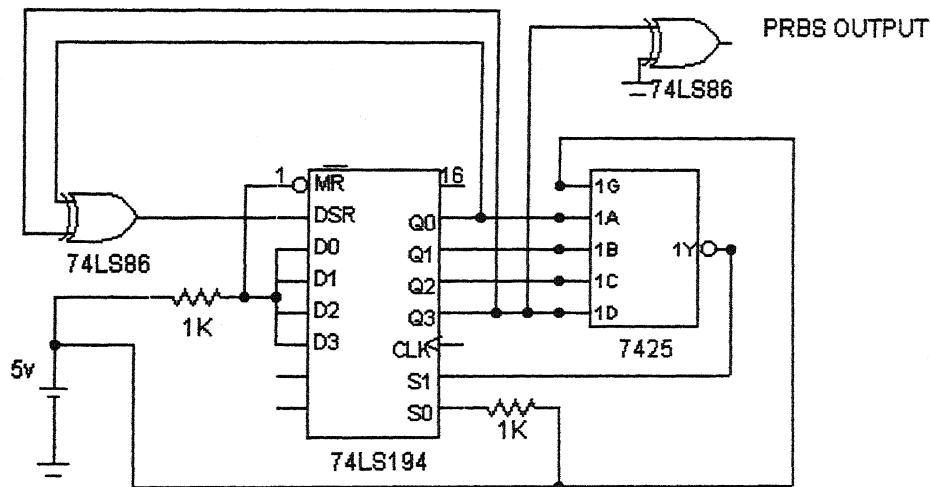 PRBS OUTPUT
74LS86
1 16
MR
DSR
D0
D1
D2
D3
Q0
Q1
Q2
Q3
CLK
S1
S0
74LS194
1G
1A
1B
1C
1D
1Y
7425
74LS86
1K
5v
1K